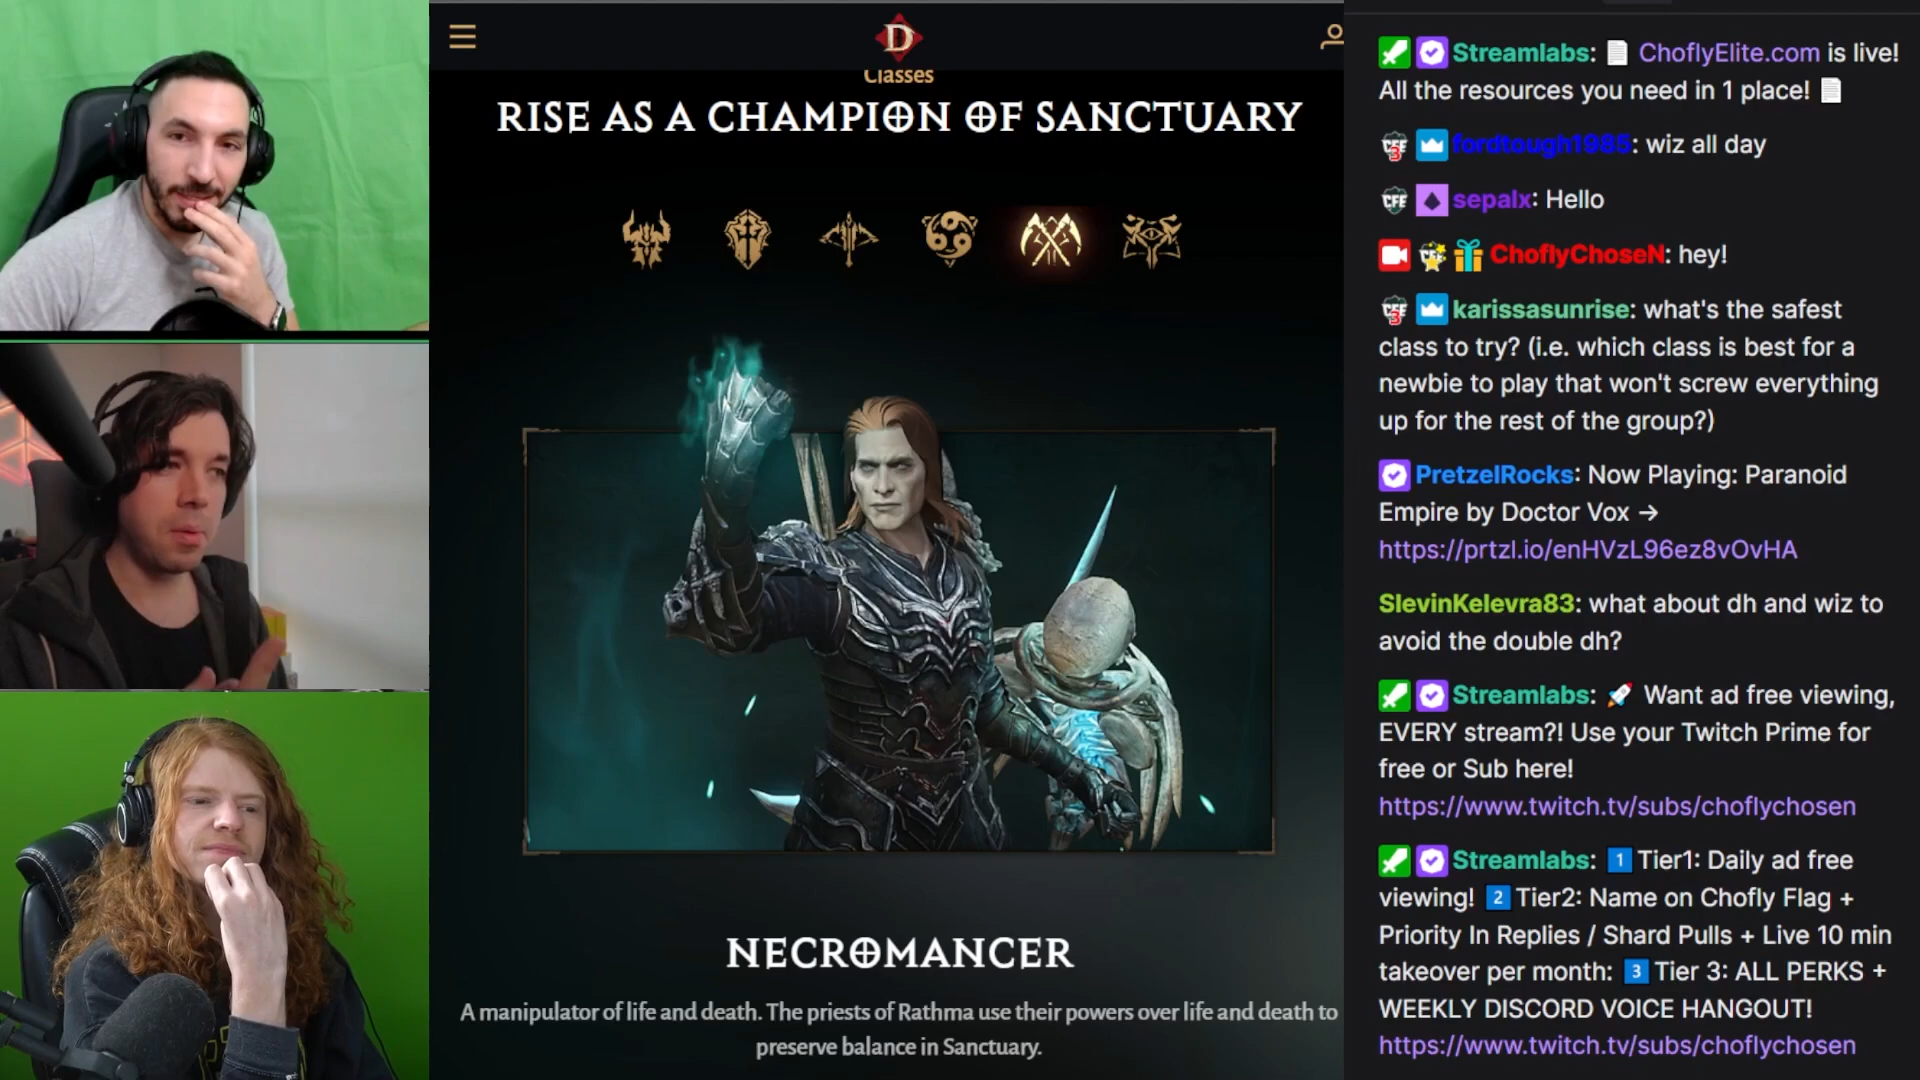 D
Classes
RISE AS A CHAMPION OF SANCTUARY
NECROMANCER
A manipulator of life and death. The priests of Rathma use their powers over life and death to
preserve balance in Sanctuary.
Streamlabs: ChoflyElite.com is live!
All the resources you need in 1 place!
CFE 3 fordtough1985: wiz all day
CFE sepalx: Hello
CFE ChoflyChoseN: hey!
CFE 3 karissasunrise: what's the safest
class to try? (i.e. which class is best for a
newbie to play that won't screw everything
up for the rest of the group?)
PretzelRocks: Now Playing: Paranoid
Empire by Doctor Vox →
https://prtzl.io/enHVzL96ez8vOvHA
SlevinKelevra83: what about dh and wiz to
avoid the double dh?
Streamlabs: 🚀 Want ad free viewing,
EVERY stream?! Use your Twitch Prime for
free or Sub here!
https://www.twitch.tv/subs/choflychosen
Streamlabs: 1 Tier1: Daily ad free
viewing! 2 Tier2: Name on Chofly Flag +
Priority In Replies / Shard Pulls + Live 10 min
takeover per month: 3 Tier 3: ALL PERKS +
WEEKLY DISCORD VOICE HANGOUT!
https://www.twitch.tv/subs/choflychosen